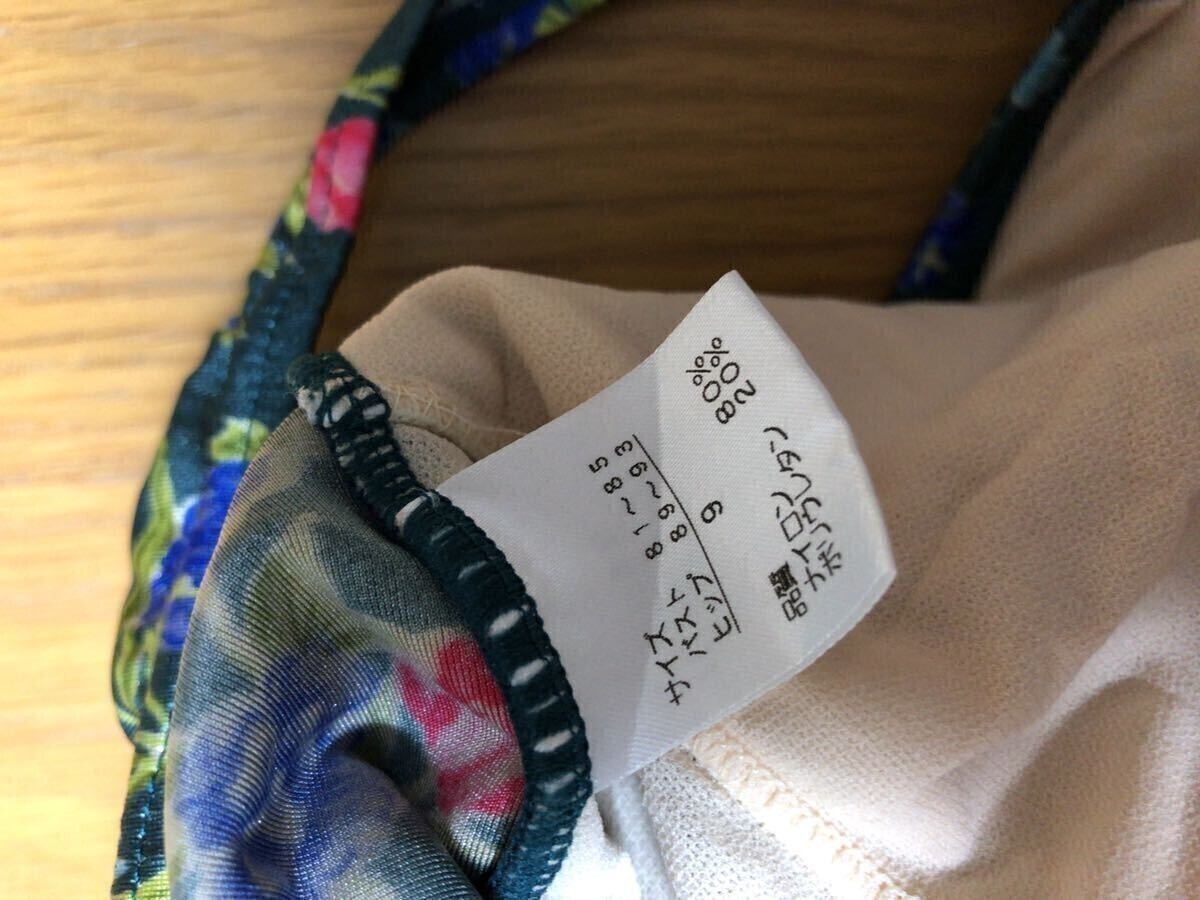 サイズ
バスト 81～85
ヒップ 89～93
9
品質
ナイロン 80%
ポリウレタン 20%